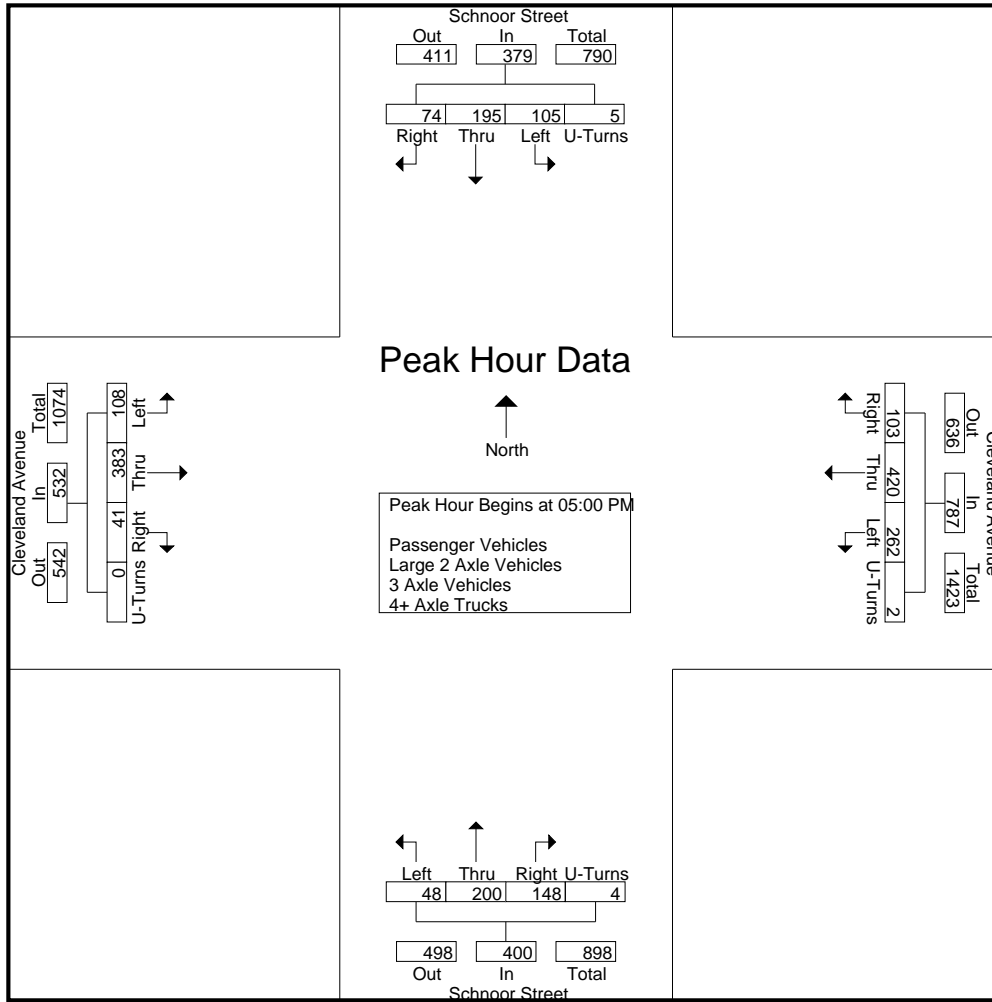 Schnoor Street
Out In Total
411 379 790
74 195 105 5
Right Thru Left U-Turns
Peak Hour Data
North
Peak Hour Begins at 05:00 PM
Passenger Vehicles
Large 2 Axle Vehicles
3 Axle Vehicles
4+ Axle Trucks
Cleveland Avenue
Out In Total
542 532 1074
0 41 383 108
U-Turns Right Thru Left
Cleveland Avenue
Out In Total
636 787 1423
103 420 262 2
Right Thru Left U-Turns
Left Thru Right U-Turns
48 200 148 4
498 400 898
Out In Total
Schnoor Street